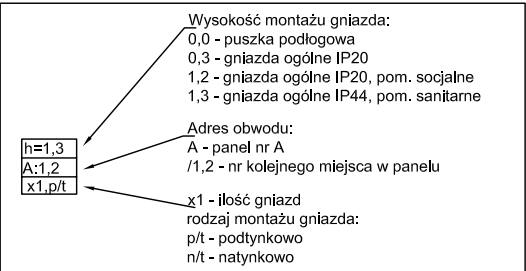 Wysokość montażu gniazda:
0,0 - puszka podłogowa
0,3 - gniazda ogólne IP20
1,2 - gniazda ogólne IP20, pom. socjalne
1,3 - gniazda ogólne IP44, pom. sanitarne
Adres obwodu:
A - panel nr A
/1,2 - nr kolejnego miejsca w panelu
h=1,3
A:1,2
x1,p/t
x1 - ilość gniazd
rodzaj montażu gniazda:
p/t - podtynkowo
n/t - natynkowo